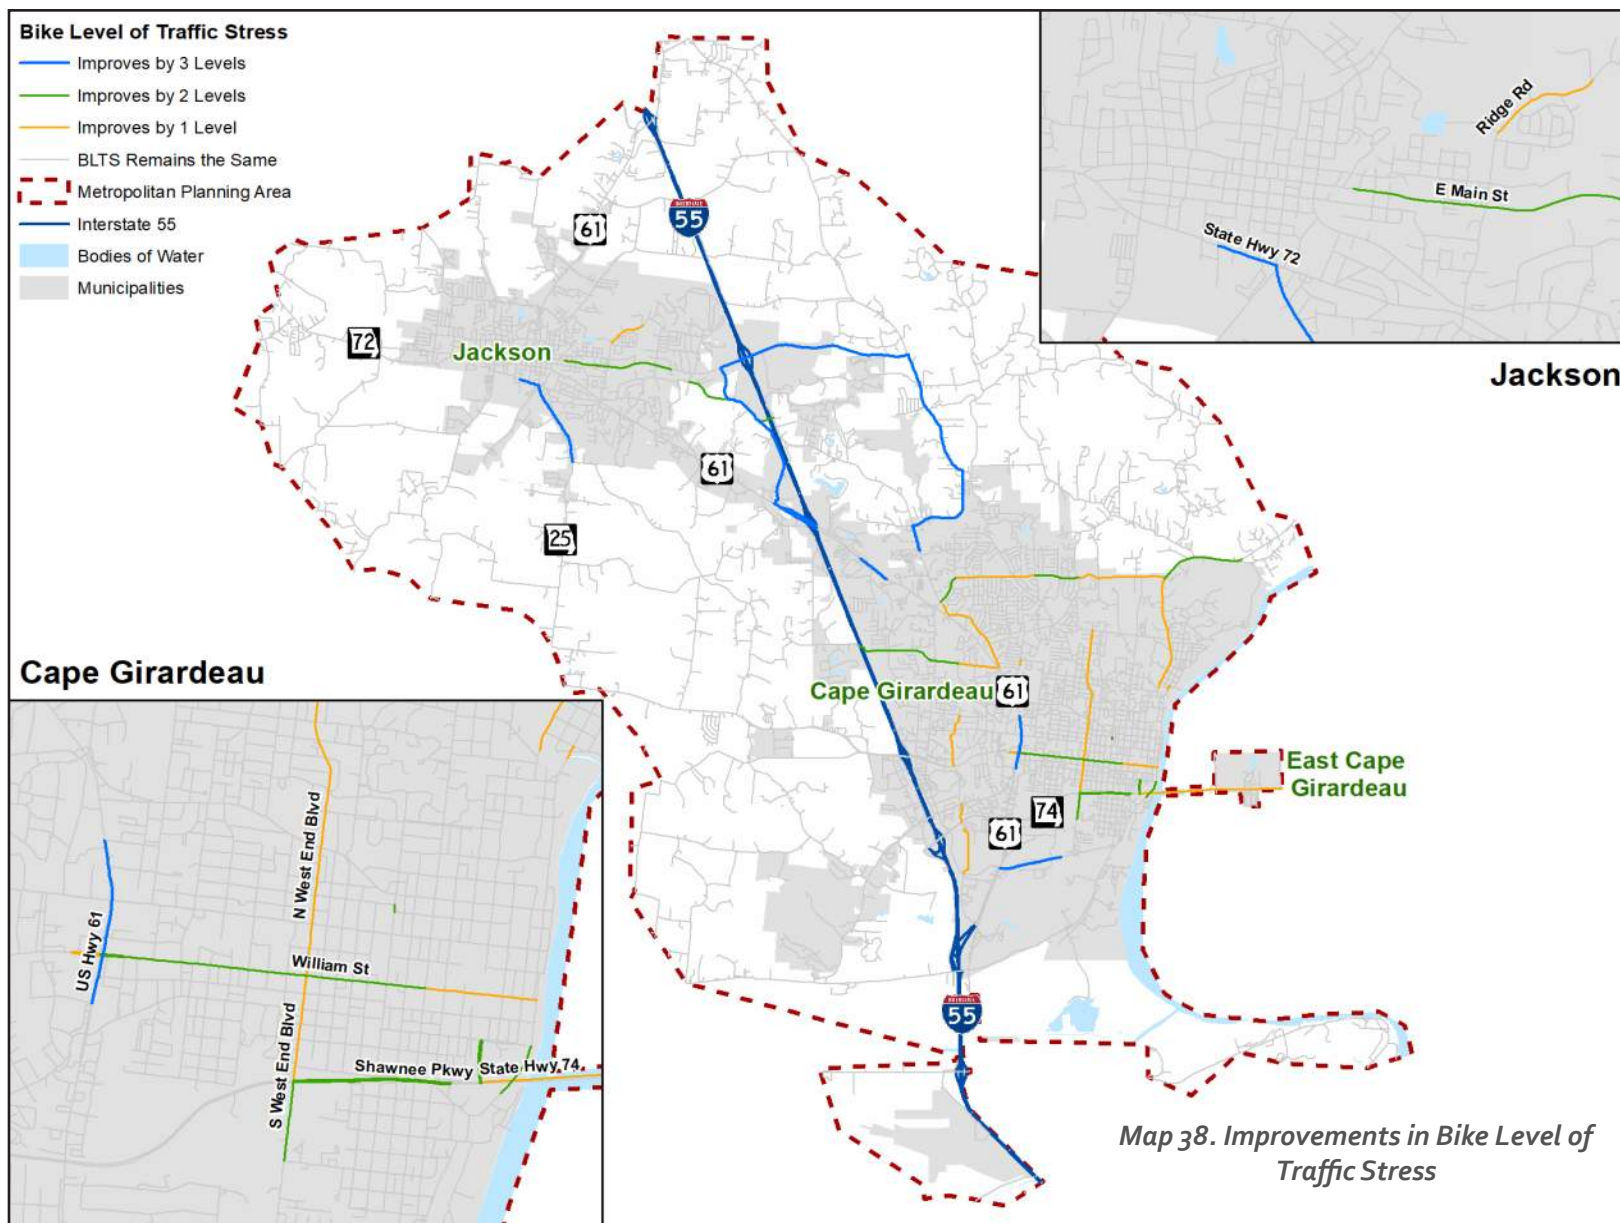 Bike Level of Traffic Stress
Improves by 3 Levels
Improves by 2 Levels
Improves by 1 Level
BLTS Remains the Same
Metropolitan Planning Area
Interstate 55
Bodies of Water
Municipalities
Ridge Rd
E Main St
State Hwy 72
Jackson
61
INTERSTATE
55
72
Jackson
61
25
Cape Girardeau
61
East Cape
Girardeau
74
61
INTERSTATE
55
Cape Girardeau
N West End Blvd
US Hwy 61
William St
S West End Blvd
Shawnee Pkwy
State Hwy 74
Map 38. Improvements in Bike Level of
Traffic Stress